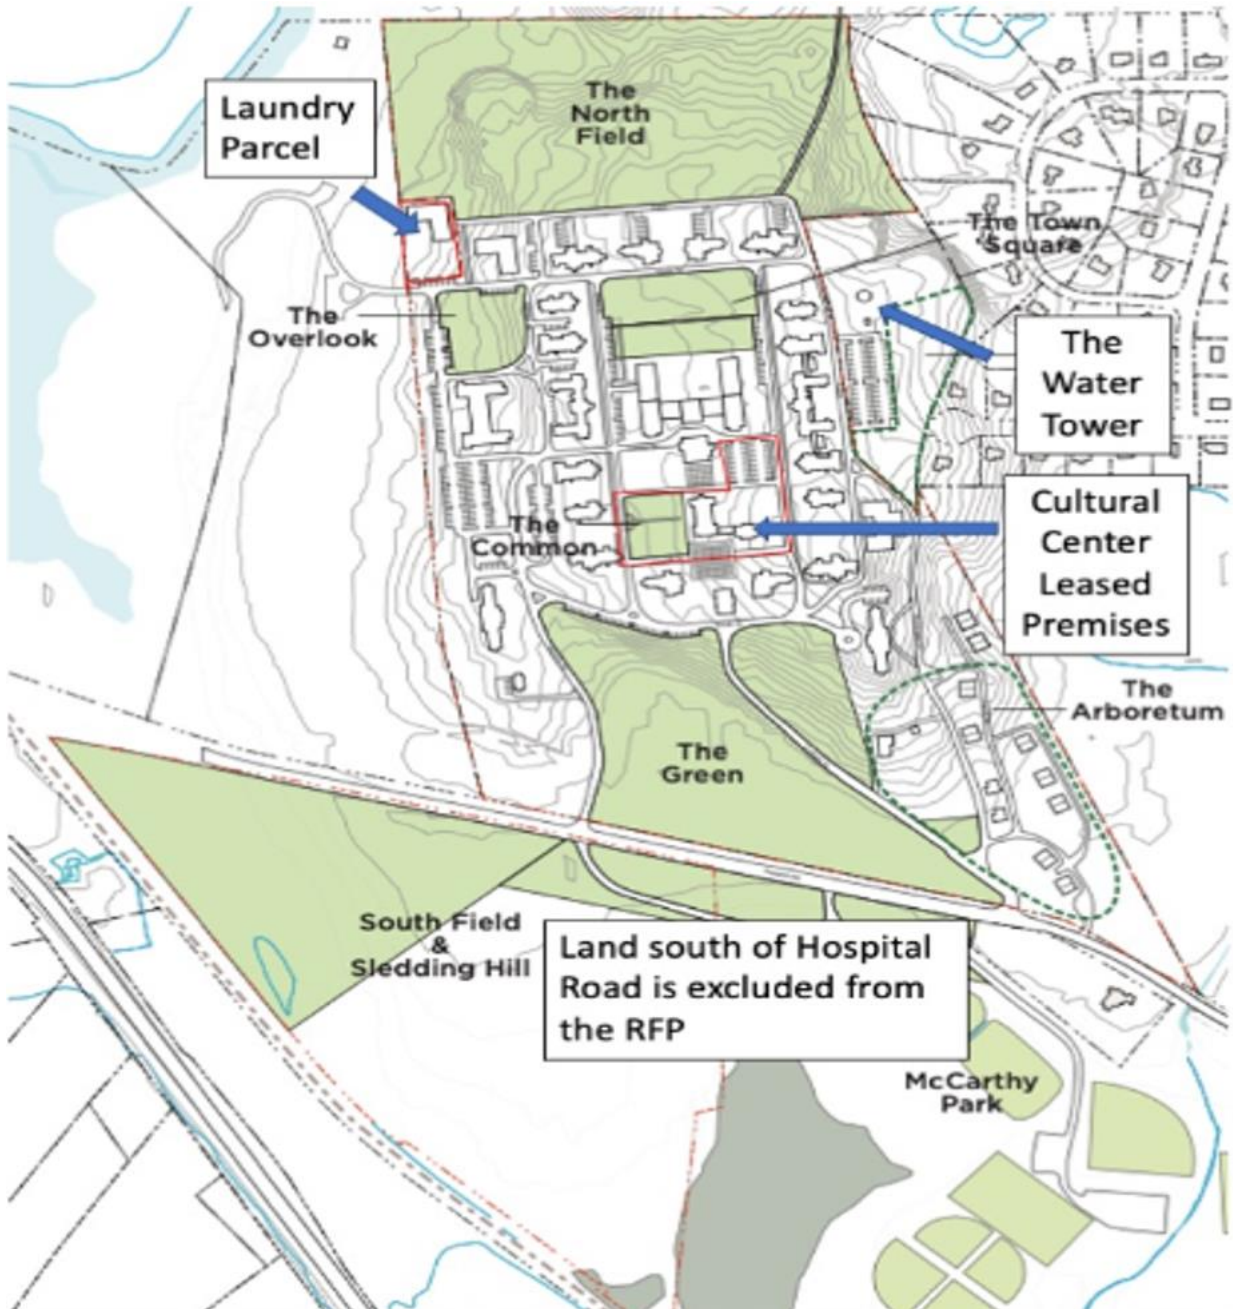 Laundry
Parcel
The
North
Field
The Town
Square
The
Overlook
The
Water
Tower
Cultural
Center
Leased
Premises
The
Common
The
Arboretum
The
Green
South Field
&
Sledding Hill
Land south of Hospital
Road is excluded from
the RFP
McCarthy
Park